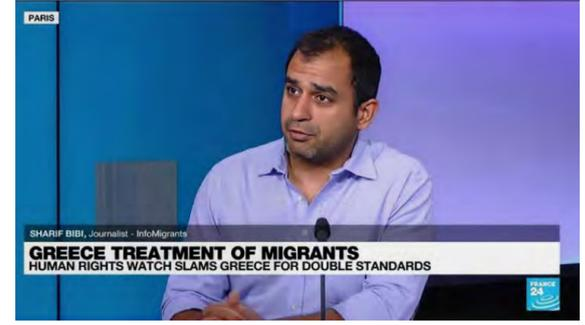 PARIS
SHARIF BIBI, Journalist - InfoMigrants
GREECE TREATMENT OF MIGRANTS
HUMAN RIGHTS WATCH SLAMS GREECE FOR DOUBLE STANDARDS
FRANCE
24